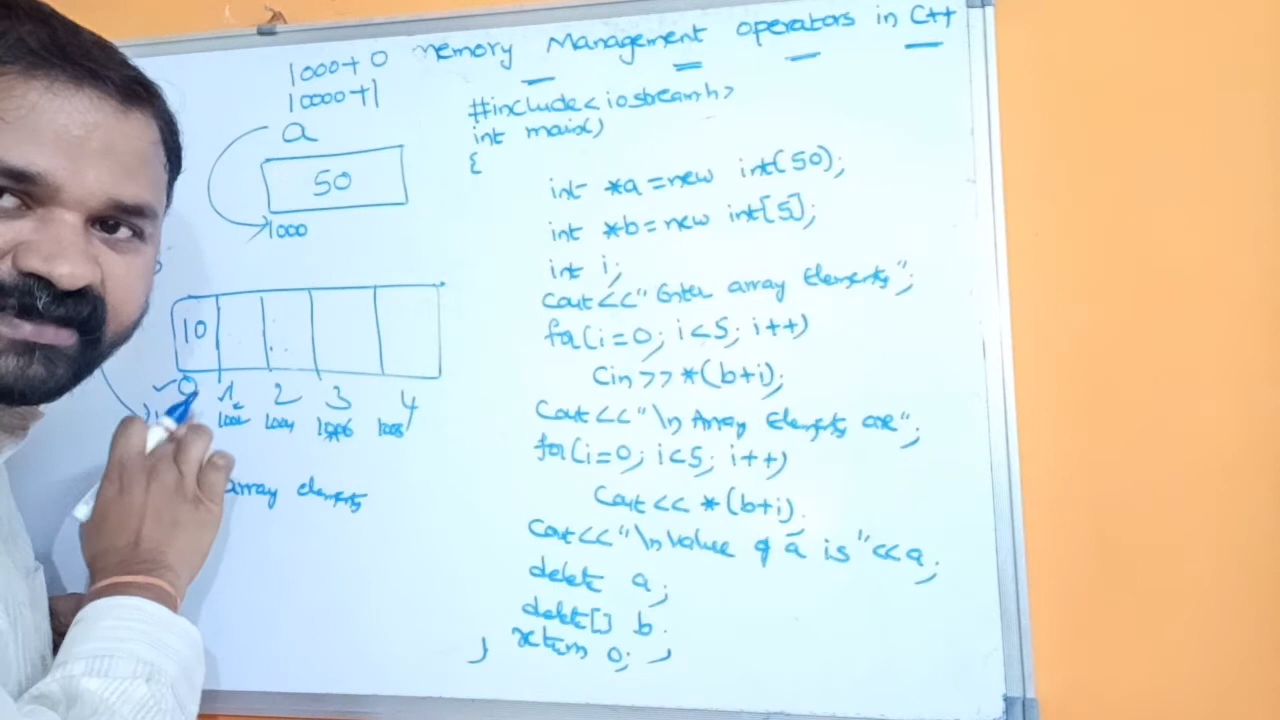 memory Management operators in C++
1000+ 0
10000+1
a
50
1000
10
0 1 2 3 4
1002 1004 1006 1008
array elements
#include<iostream.h>
int main()
{
int *a=new int(50);
int *b=new int[5];
int i;
Cout<<"Enter array Elements";
for(i=0; i<5; i++)
Cin>>*(b+i);
Cout<<"\n Array Elements are";
for(i=0; i<5; i++)
Cout<< *(b+i).
Cout<<"\n value of a is "<<a;
delete a;
delete[] b.
return 0;
}